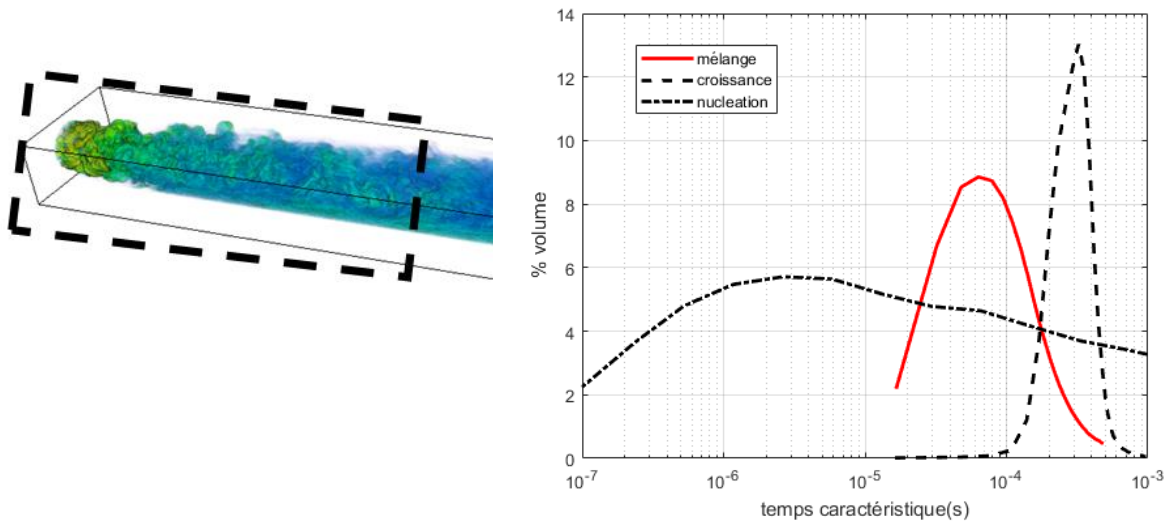 14
12
10
8
6
4
2
0
% volume
mélange
croissance
nucleation
10-7
10-6
10-5
10-4
10-3
temps caractéristique(s)